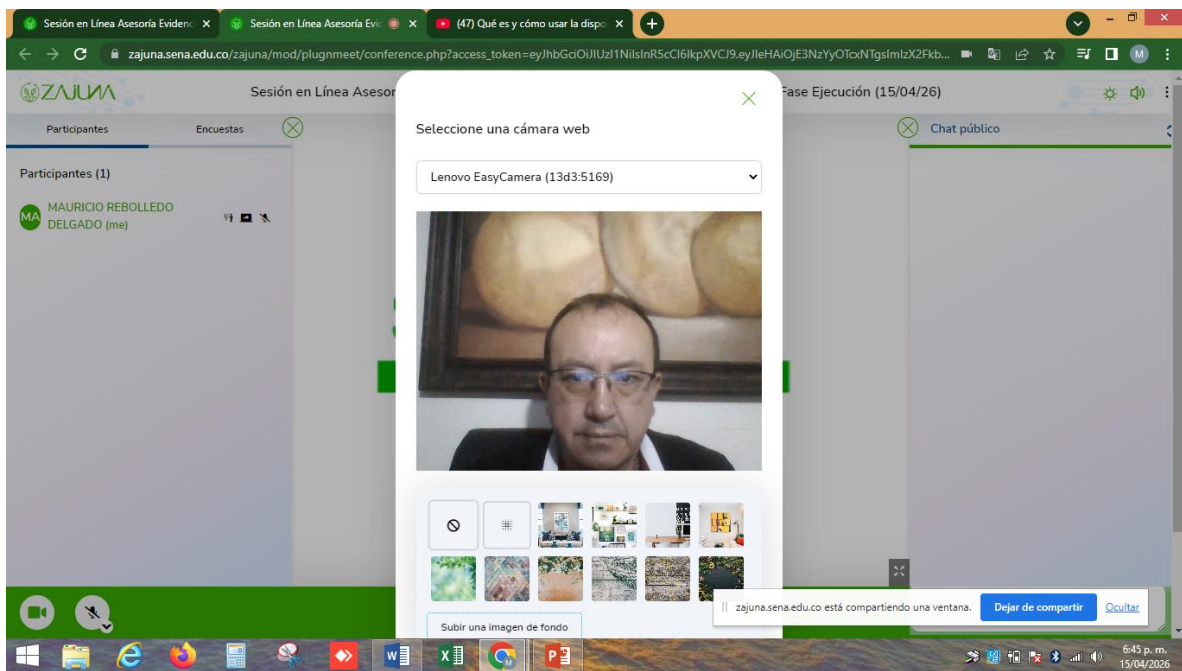 Sesión en Línea Asesoría Evidenc
Sesión en Línea Asesoría Evic
(47) Qué es y cómo usar la dispo
zajuna.sena.edu.co/zajuna/mod/plugnmeet/conference.php?access_token=eyJhbGciOiJIUzI1NiIsInR5cCI6IkpXVCJ9.eyJleHAiOjE3NzYyOTcxNTgsImlzX2Fkb...
M
ZAJUNA
Sesión en Línea Asesor
Fase Ejecución (15/04/26)
Participantes
Encuestas
Seleccione una cámara web
Chat público
Participantes (1)
Lenovo EasyCamera (13d3:5169)
MA
MAURICIO REBOLLEDO
DELGADO (me)
Subir una imagen de fondo
zajuna.sena.edu.co está compartiendo una ventana.
Dejar de compartir
Ocultar
6:45 p. m.
15/04/2026